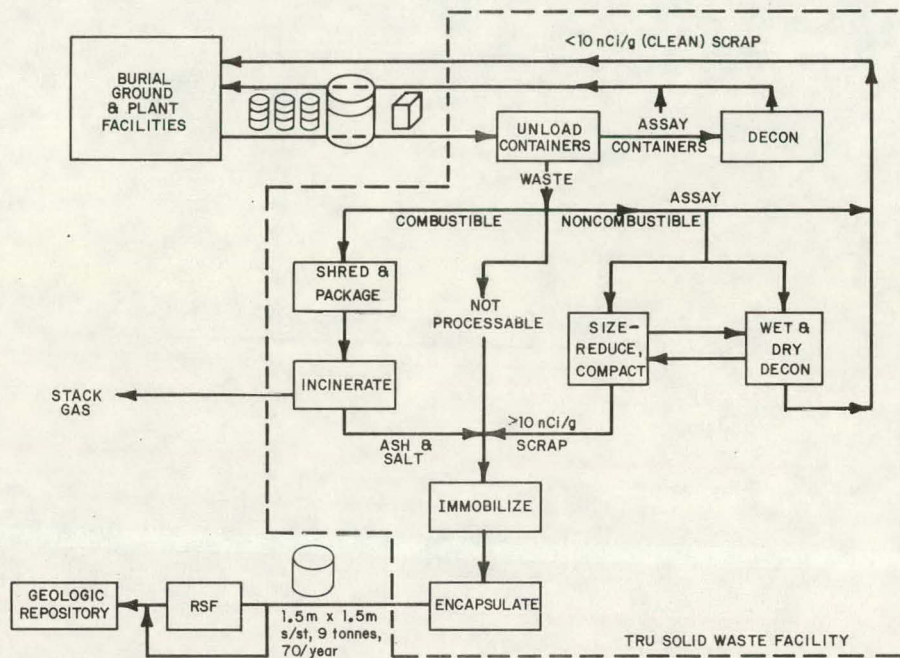 <10 nCi/g (CLEAN) SCRAP
BURIAL
GROUND
& PLANT
FACILITIES
UNLOAD
CONTAINERS
ASSAY
CONTAINERS
DECON
WASTE
ASSAY
COMBUSTIBLE
NONCOMBUSTIBLE
SHRED &
PACKAGE
NOT
PROCESSABLE
SIZE-
REDUCE,
COMPACT
WET &
DRY
DECON
INCINERATE
STACK
GAS
>10 nCi/g
SCRAP
ASH &
SALT
IMMOBILIZE
GEOLOGIC
REPOSITORY
RSF
ENCAPSULATE
1.5m x 1.5m
s/st, 9 tonnes,
70/year
TRU SOLID WASTE FACILITY